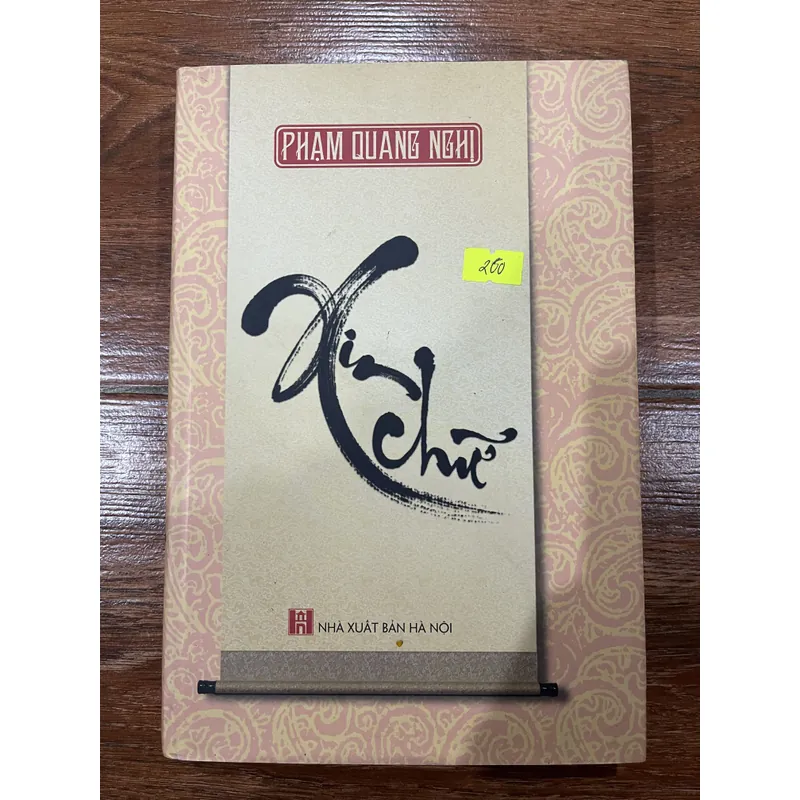 PHẠM QUANG NGHỊ
200
Xin
chữ
NHÀ XUẤT BẢN HÀ NỘI